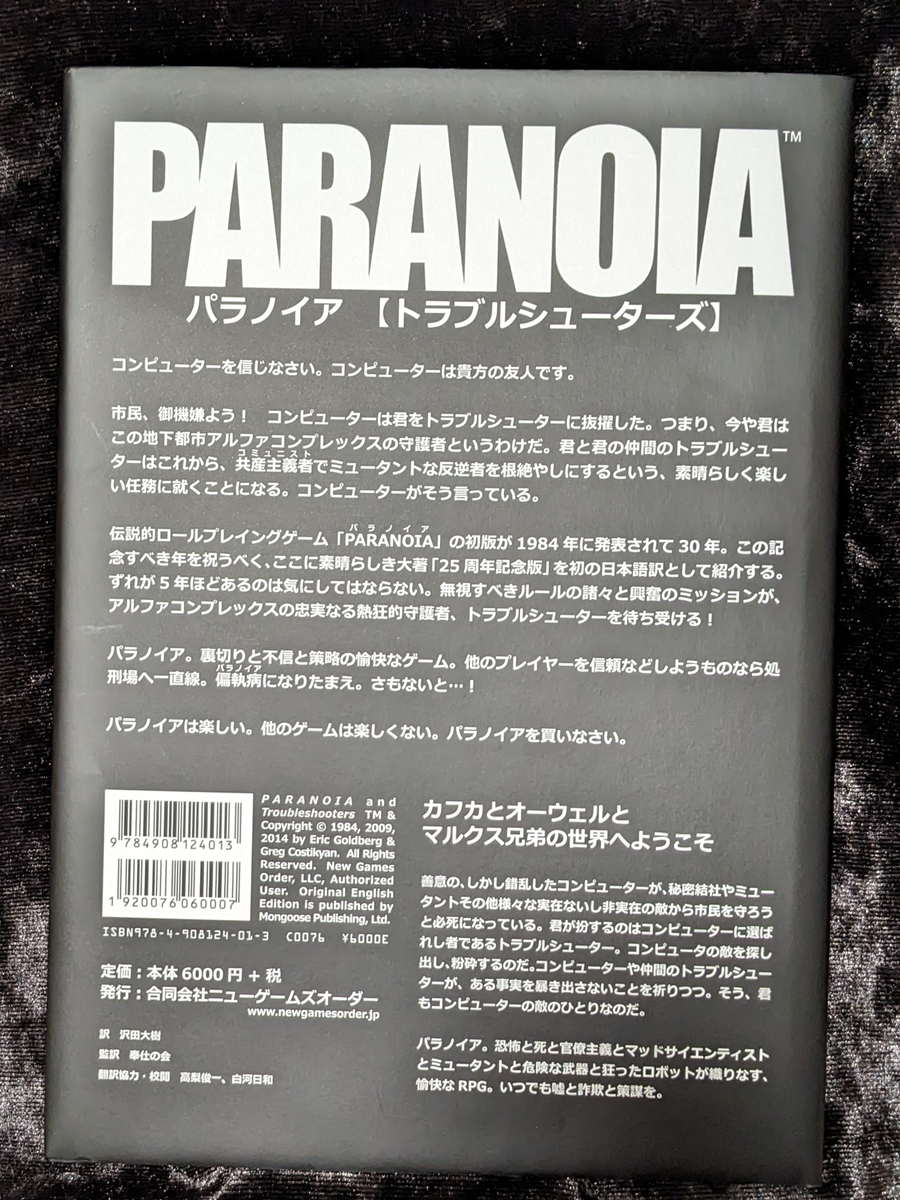 PARANOIA™
パラノイア 【トラブルシューターズ】
コンピューターを信じなさい。コンピューターは貴方の友人です。
市民、御機嫌よう！ コンピューターは君をトラブルシューターに抜擢した。つまり、今や君は
この地下都市アルファコンプレックスの守護者というわけだ。君と君の仲間のトラブルシュー
コミュニスト
ターはこれから、共産主義者でミュータントな反逆者を根絶やしにするという、素晴らしく楽し
い任務に就くことになる。コンピューターがそう言っている。
パラノイア
伝説的ロールプレイングゲーム「PARANOIA」の初版が 1984 年に発表されて 30 年。この記
念すべき年を祝うべく、ここに素晴らしき大著「25 周年記念版」を初の日本語訳として紹介する。
ずれが 5 年ほどあるのは気にしてはならない。無視すべきルールの諸々と興奮のミッションが、
アルファコンプレックスの忠実なる熱狂的守護者、トラブルシューターを待ち受ける！
パラノイア。裏切りと不信と策略の愉快なゲーム。他のプレイヤーを信頼などしようものなら処
パラノイア
刑場へ一直線。偏執病になりたまえ。さもないと…！
パラノイアは楽しい。他のゲームは楽しくない。パラノイアを買いなさい。
9784908124013
1920076060007
PARANOIA and
Troubleshooters TM &
Copyright © 1984, 2009,
2014 by Eric Goldberg &
Greg Costikyan. All Rights
Reserved. New Games
Order, LLC, Authorized
User. Original English
Edition is published by
Mongoose Publishing, Ltd.
ISBN978-4-908124-01-3 C0076 ¥6000E
定価：本体 6000 円 + 税
発行：合同会社ニューゲームズオーダー
www.newgamesorder.jp
訳 沢田大樹
監訳 奉仕の会
翻訳協力・校閲 高梨俊一、白河日和
カフカとオーウェルと
マルクス兄弟の世界へようこそ
善意の、しかし錯乱したコンピューターが、秘密結社やミュー
タントその他様々な実在ないし非実在の敵から市民を守ろう
と必死になっている。君が扮するのはコンピューターに選ば
れし者であるトラブルシューター。コンピュータの敵を探し
出し、粉砕するのだ。コンピューターや仲間のトラブルシュー
ターが、ある事実を暴き出さないことを祈りつつ。そう、君
もコンピューターの敵のひとりなのだ。
パラノイア。恐怖と死と官僚主義とマッドサイエンティスト
とミュータントと危険な武器と狂ったロボットが織りなす、
愉快な RPG。いつでも嘘と詐欺と策謀を。